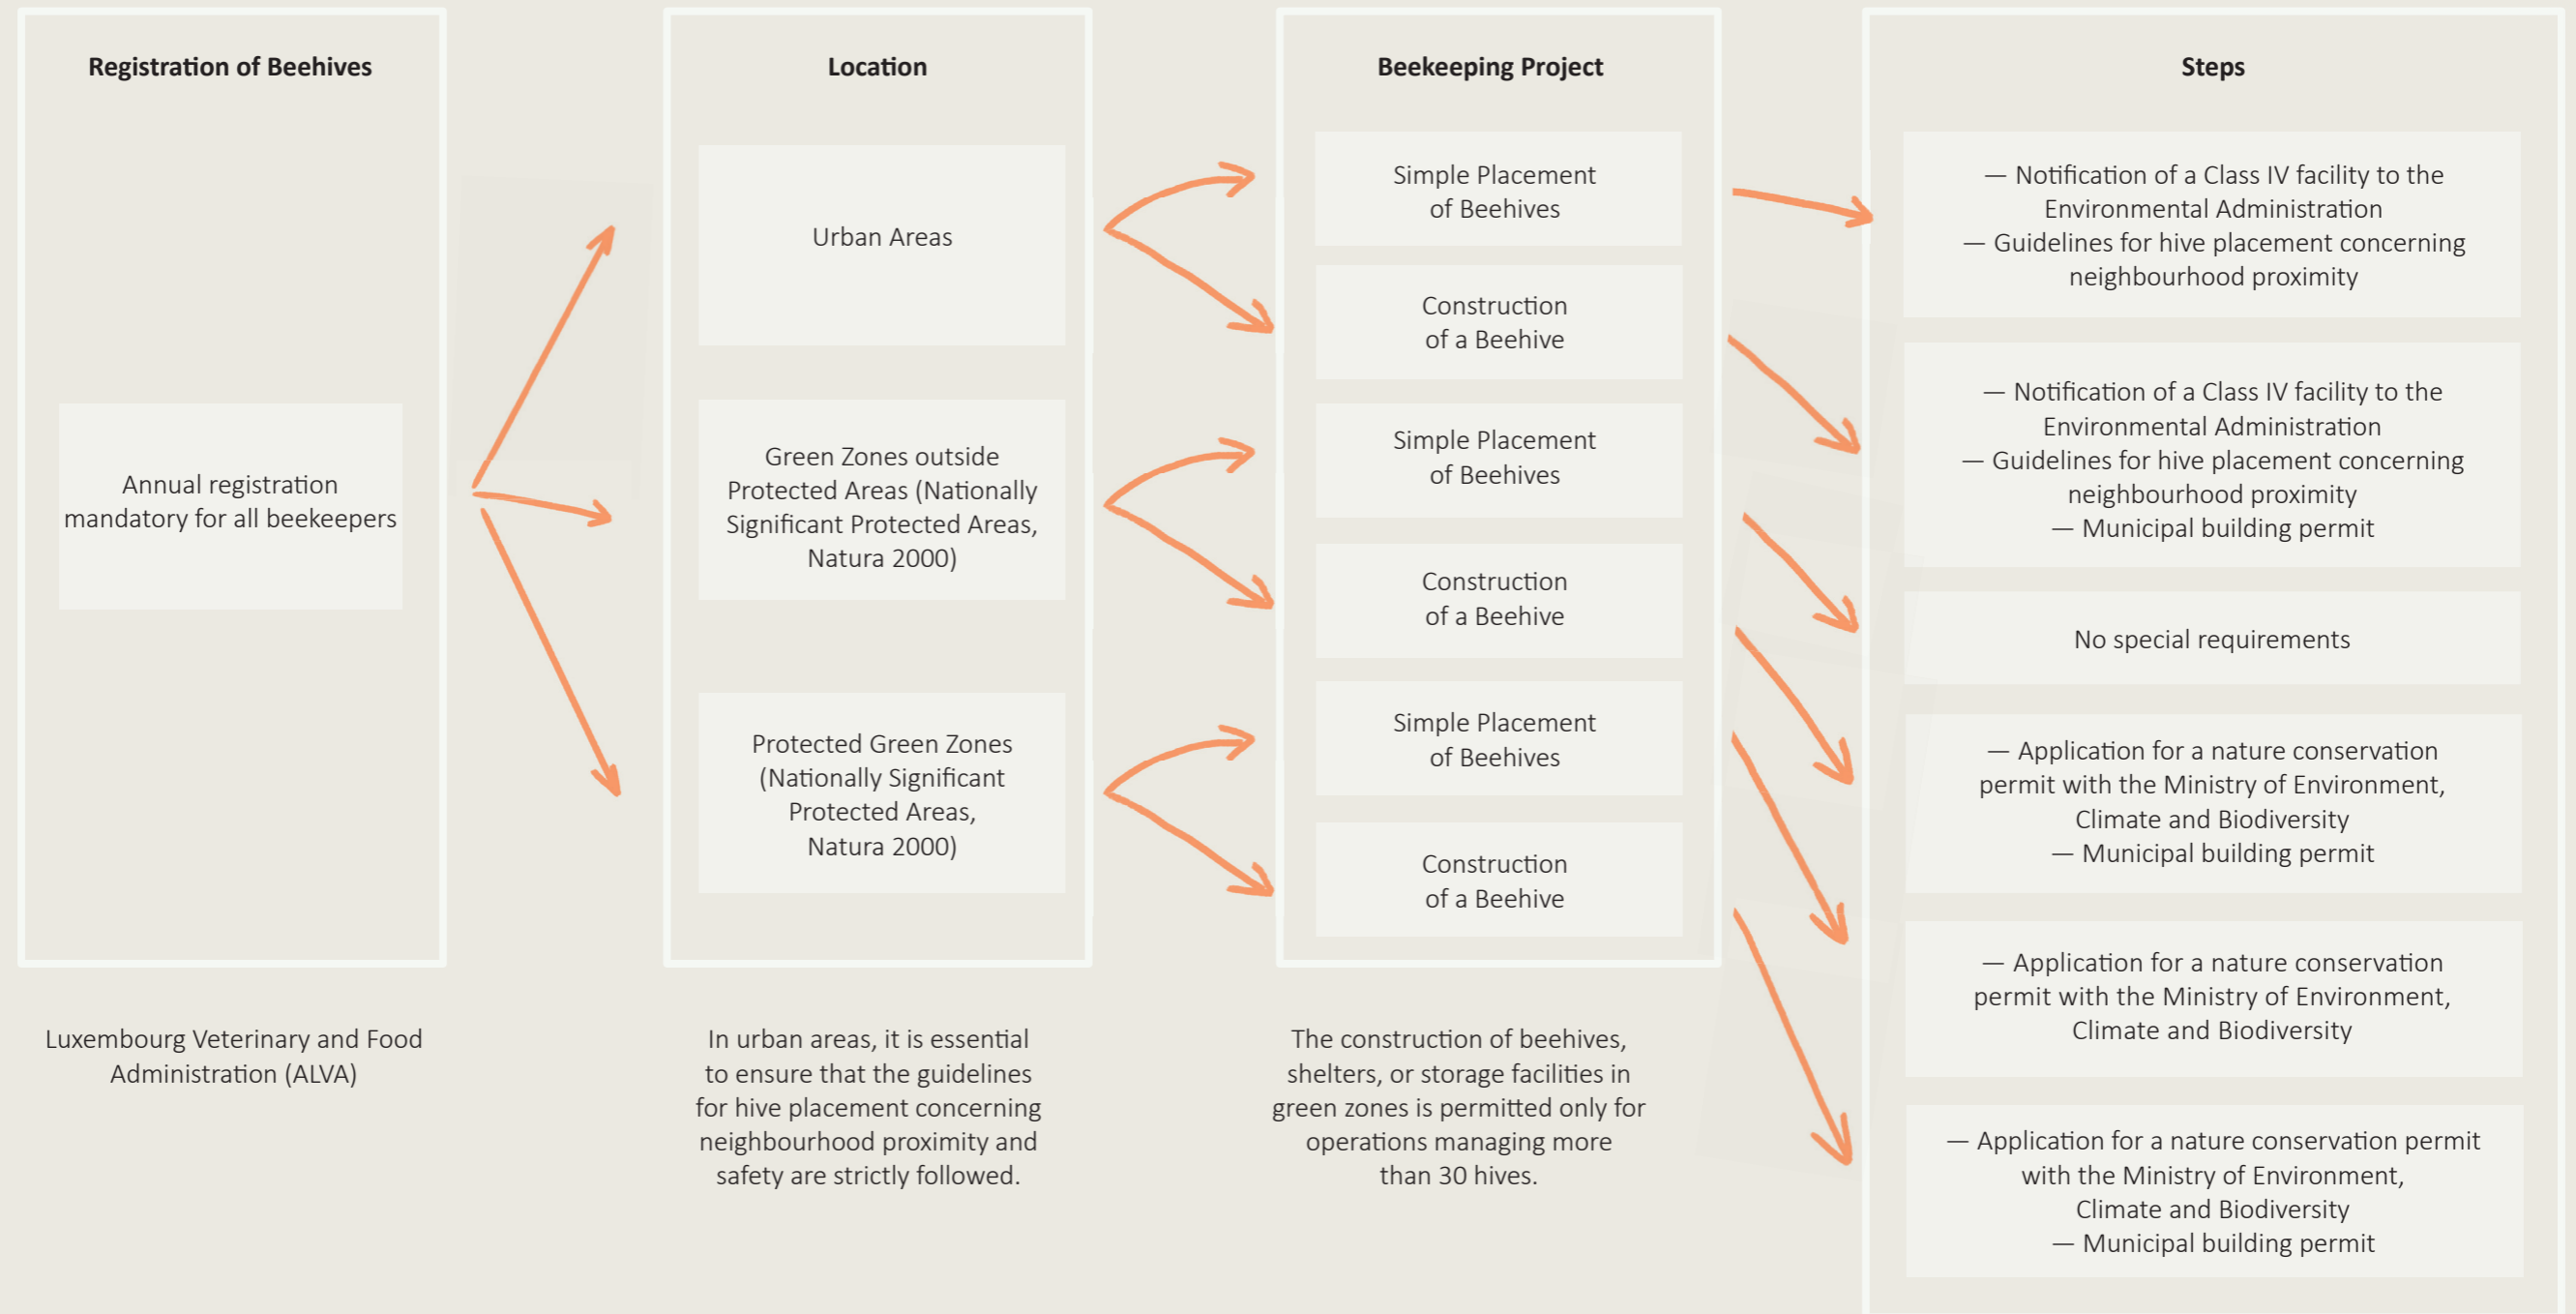 Registration of Beehives
Annual registration
mandatory for all beekeepers
Luxembourg Veterinary and Food
Administration (ALVA)
Location
Urban Areas
Green Zones outside
Protected Areas (Nationally
Significant Protected Areas,
Natura 2000)
Protected Green Zones
(Nationally Significant
Protected Areas,
Natura 2000)
In urban areas, it is essential
to ensure that the guidelines
for hive placement concerning
neighbourhood proximity and
safety are strictly followed.
Beekeeping Project
Simple Placement
of Beehives
Construction
of a Beehive
Simple Placement
of Beehives
Construction
of a Beehive
Simple Placement
of Beehives
Construction
of a Beehive
The construction of beehives,
shelters, or storage facilities in
green zones is permitted only for
operations managing more
than 30 hives.
Steps
— Notification of a Class IV facility to the
Environmental Administration
— Guidelines for hive placement concerning
neighbourhood proximity
— Notification of a Class IV facility to the
Environmental Administration
— Guidelines for hive placement concerning
neighbourhood proximity
— Municipal building permit
No special requirements
— Application for a nature conservation
permit with the Ministry of Environment,
Climate and Biodiversity
— Municipal building permit
— Application for a nature conservation
permit with the Ministry of Environment,
Climate and Biodiversity
— Application for a nature conservation permit
with the Ministry of Environment,
Climate and Biodiversity
— Municipal building permit